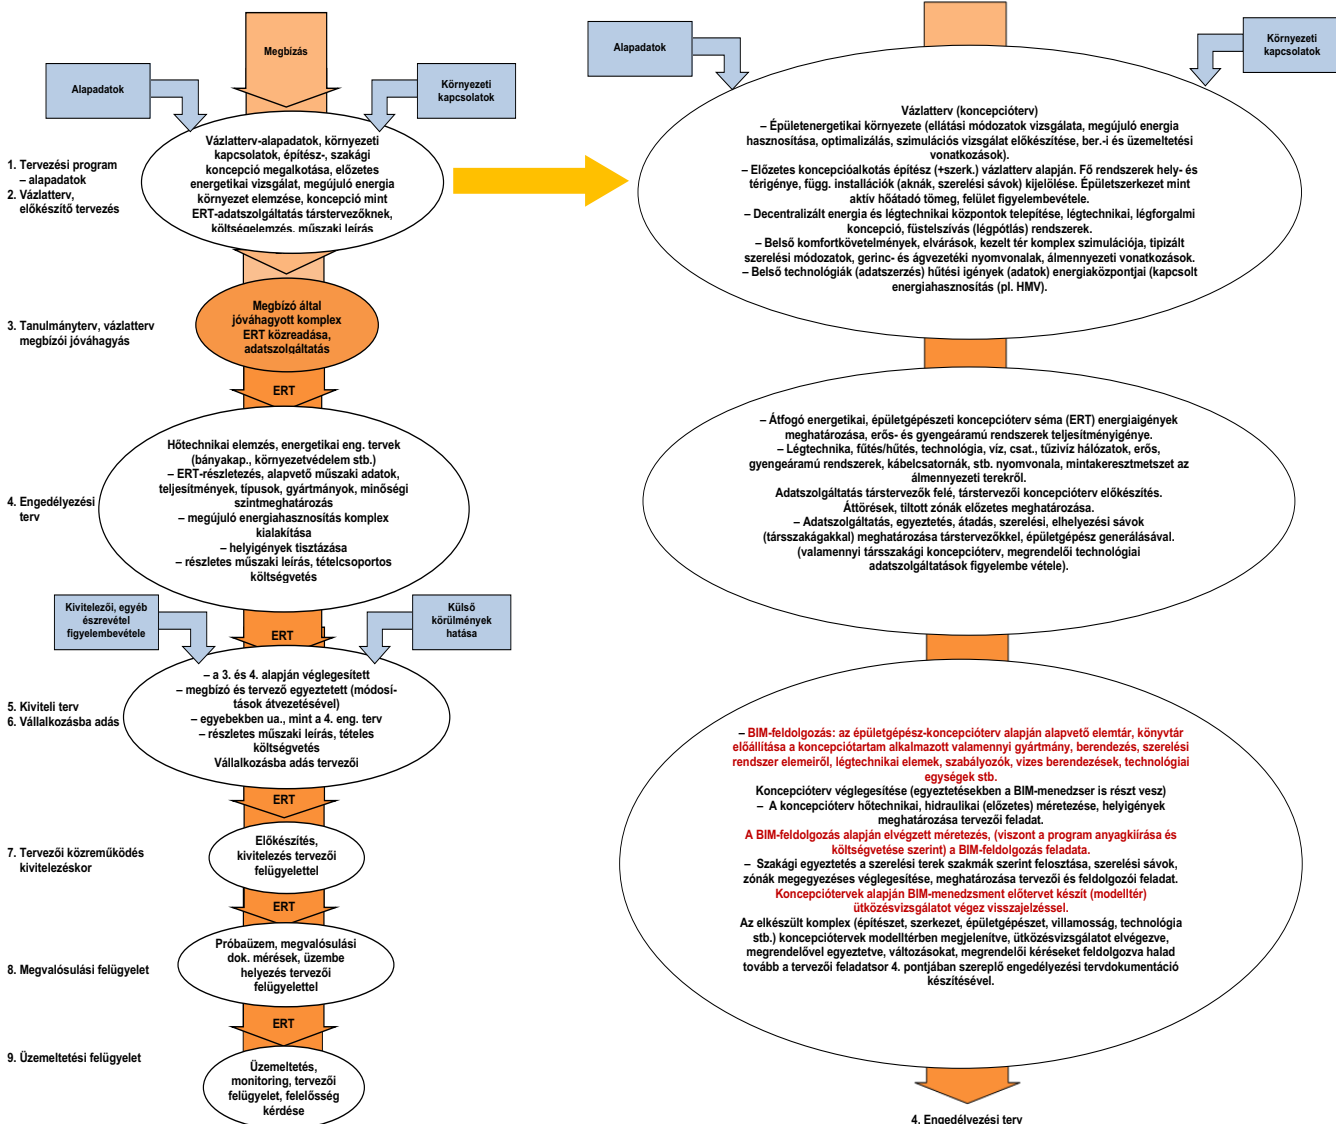 Megbízás
Alapadatok
Környezeti
kapcsolatok
1. Tervezési program
– alapadatok
2. Vázlatterv,
előkészítő tervezés
Vázlatterv-alapadatok, környezeti
kapcsolatok, építész-, szakági
koncepció megalkotása, előzetes
energetikai vizsgálat, megújuló energia
környezet elemzése, koncepció mint
ERT-adatszolgáltatás társtervezőknek,
költségelemzés, műszaki leírás
3. Tanulmányterv, vázlatterv
megbízói jóváhagyás
Megbízó által
jóváhagyott komplex
ERT közreadása,
adatszolgáltatás
ERT
4. Engedélyezési
terv
Hőtechnikai elemzés, energetikai eng. tervek
(bányakap., környezetvédelem stb.)
– ERT-részletezés, alapvető műszaki adatok,
teljesítmények, típusok, gyártmányok, minőségi
szintmeghatározás
– megújuló energiahasznosítás komplex
kialakítása
– helyigények tisztázása
– részletes műszaki leírás, tételcsoportos
költségvetés
Kivitelezői, egyéb
észrevétel
figyelembevétele
Külső
körülmények
hatása
ERT
5. Kiviteli terv
6. Vállalkozásba adás
– a 3. és 4. alapján véglegesített
– megbízó és tervező egyeztetett (módosí-
tások átvezetésével)
– egyebekben ua., mint a 4. eng. terv
– részletes műszaki leírás, tételes
költségvetés
Vállalkozásba adás tervezői
ERT
7. Tervezői közreműködés
kivitelezéskor
Előkészítés,
kivitelezés tervezői
felügyelettel
ERT
8. Megvalósulási felügyelet
Próbaüzem, megvalósulási
dok. mérések, üzembe
helyezés tervezői
felügyelettel
ERT
9. Üzemeltetési felügyelet
Üzemeltetés,
monitoring, tervezői
felügyelet, felelősség
kérdése
Alapadatok
Környezeti
kapcsolatok
Vázlatterv (koncepcióterv)
– Épületenergetikai környezete (ellátási módozatok vizsgálata, megújuló energia
hasznosítása, optimalizálás, szimulációs vizsgálat előkészítése, ber.-i és üzemeltetési
vonatkozások).
– Előzetes koncepcióalkotás építész (+szerk.) vázlatterv alapján. Fő rendszerek hely- és
térigénye, függ. installációk (aknák, szerelési sávok) kijelölése. Épületszerkezet mint
aktív hőátadó tömeg, felület figyelembevétele.
– Decentralizált energia és légtechnikai központok telepítése, légtechnikai, légforgalmi
koncepció, füstelszívás (légpótlás) rendszerek.
– Belső komfortkövetelmények, elvárások, kezelt tér komplex szimulációja, tipizált
szerelési módozatok, gerinc- és ágvezetéki nyomvonalak, álmennyezeti vonatkozások.
– Belső technológiák (adatszerzés) hűtési igények (adatok) energiaközpontjai (kapcsolt
energiahasznosítás (pl. HMV).
– Átfogó energetikai, épületgépészeti koncepcióterv séma (ERT) energiaigények
meghatározása, erős- és gyengeáramú rendszerek teljesítményigénye.
– Légtechnika, fűtés/hűtés, technológia, víz, csat., tűzivíz hálózatok, erős,
gyengeáramú rendszerek, kábelcsatornák, stb. nyomvonala, mintakeresztmetszet az
álmennyezeti terekről.
Adatszolgáltatás társtervezők felé, társtervezői koncepcióterv előkészítés.
Áttörések, tiltott zónák előzetes meghatározása.
– Adatszolgáltatás, egyeztetés, átadás, szerelési, elhelyezési sávok
(társszakágakkal) meghatározása társtervezőkkel, épületgépész generálásával.
(valamennyi társszakági koncepcióterv, megrendelői technológiai
adatszolgáltatások figyelembe vétele).
– BIM-feldolgozás: az épületgépész-koncepcióterv alapján alapvető elemtár, könyvtár
előállítása a koncepciótartam alkalmazott valamennyi gyártmány, berendezés, szerelési
rendszer elemeiről, légtechnikai elemek, szabályozók, vizes berendezések, technológiai
egységek stb.
Koncepcióterv véglegesítése (egyeztetésekben a BIM-menedzser is részt vesz)
– A koncepcióterv hőtechnikai, hidraulikai (előzetes) méretezése, helyigények
meghatározása tervezői feladat.
A BIM-feldolgozás alapján elvégzett méretezés, (viszont a program anyagkiírása és
költségvetése szerint) a BIM-feldolgozás feladata.
– Szakági egyeztetés a szerelési terek szakmák szerint felosztása, szerelési sávok,
zónák megegyezéses véglegesítése, meghatározása tervezői és feldolgozói feladat.
Koncepciótervek alapján BIM-menedzsment előtervet készít (modelltér)
ütközésvizsgálatot végez visszajelzéssel.
Az elkészült komplex (építészet, szerkezet, épületgépészet, villamosság, technológia
stb.) koncepciótervek modelltérben megjelenítve, ütközésvizsgálatot elvégezve,
megrendelővel egyeztetve, változásokat, megrendelői kéréseket feldolgozva halad
tovább a tervezői feladatsor 4. pontjában szereplő engedélyezési tervdokumentáció
készítésével.
4. Engedélyezési terv